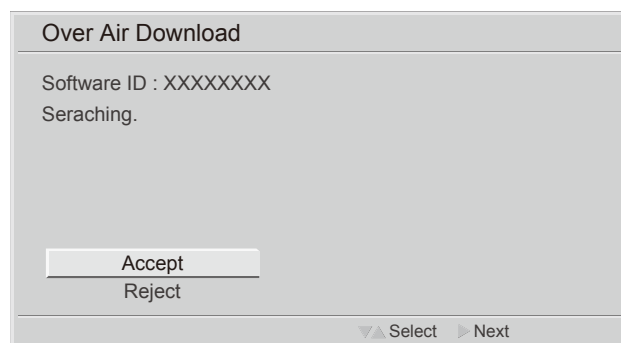 Over Air Download
Software ID : XXXXXXXX
Seraching.
Accept
Reject
Select Next